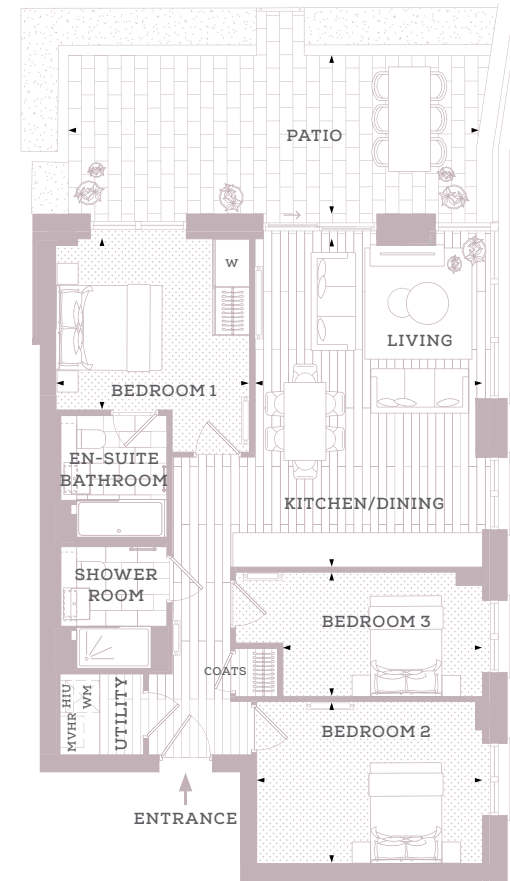 PATIO
W
LIVING
BEDROOM 1
EN-SUITE
BATHROOM
KITCHEN/DINING
SHOWER
ROOM
BEDROOM 3
COATS
MVHR HIU
WM
UTILITY
BEDROOM 2
ENTRANCE